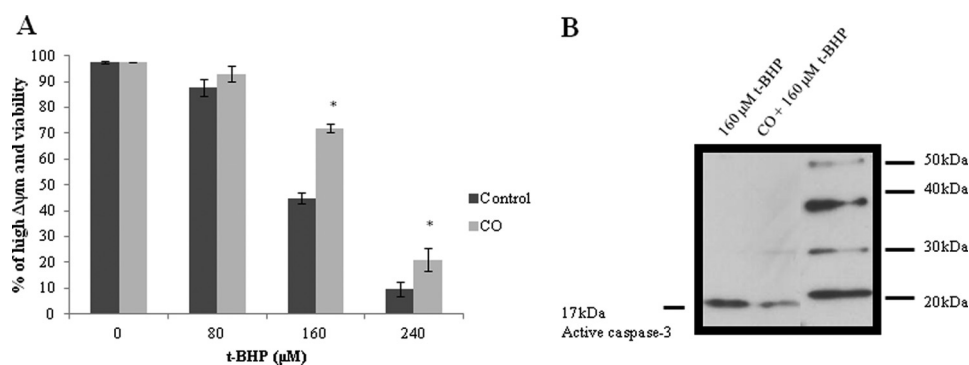 A
% of high Δψm and viability
100
90
80
70
60
50
40
30
20
10
0
*
*
Control
CO
0
80
160
240
t-BHP (µM)
B
160 µM t-BHP
CO + 160 µM t-BHP
50kDa
40kDa
30kDa
20kDa
17kDa
Active caspase-3